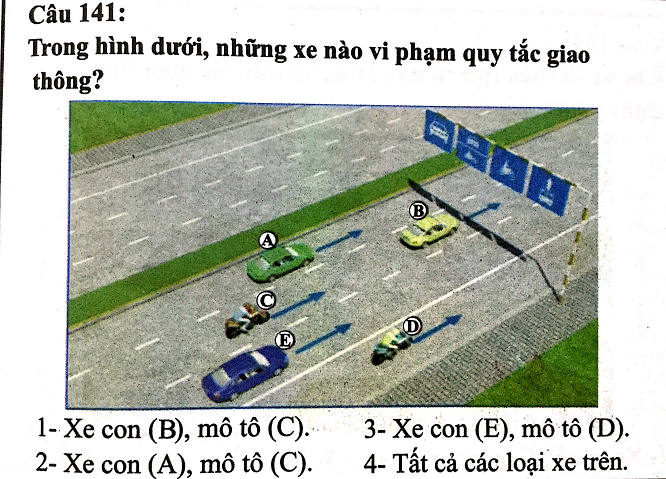 Câu 141:
Trong hình dưới, những xe nào vi phạm quy tắc giao
thông?
B
A
C
D
E
1- Xe con (B), mô tô (C).
3- Xe con (E), mô tô (D).
2- Xe con (A), mô tô (C).
4- Tất cả các loại xe trên.